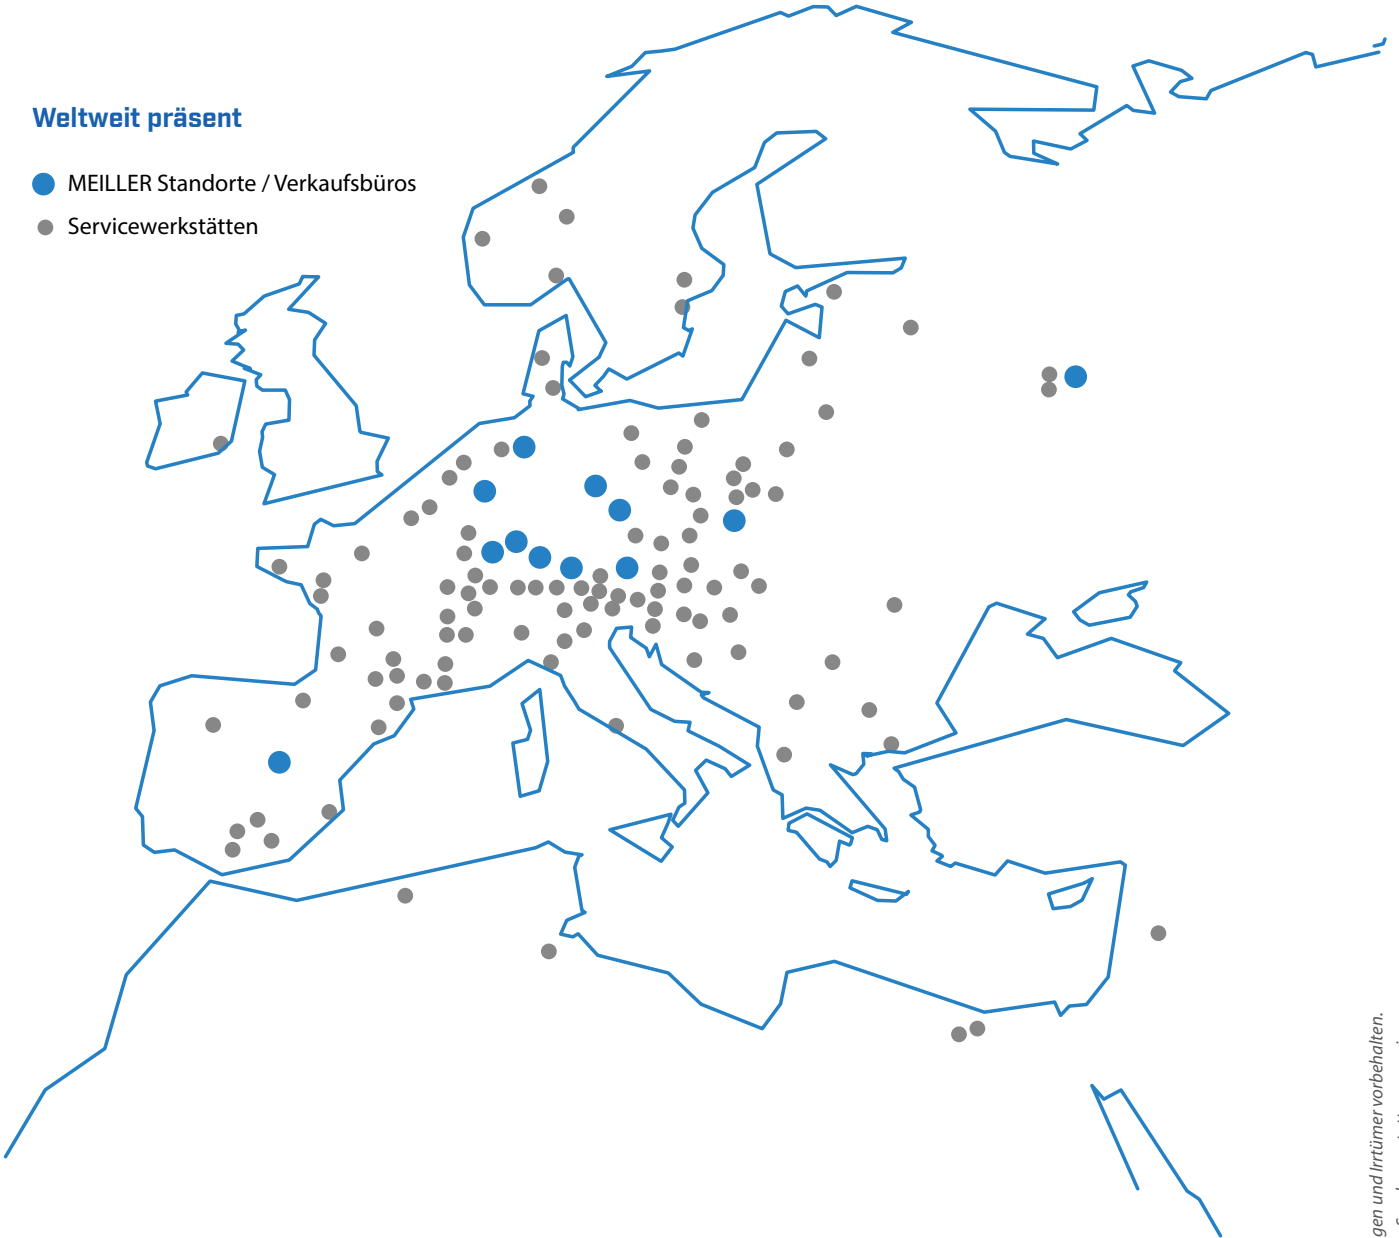 Weltweit präsent
MEILLER Standorte / Verkaufsbüros
Servicewerkstätten
gen und Irrtümer vorbehalten.